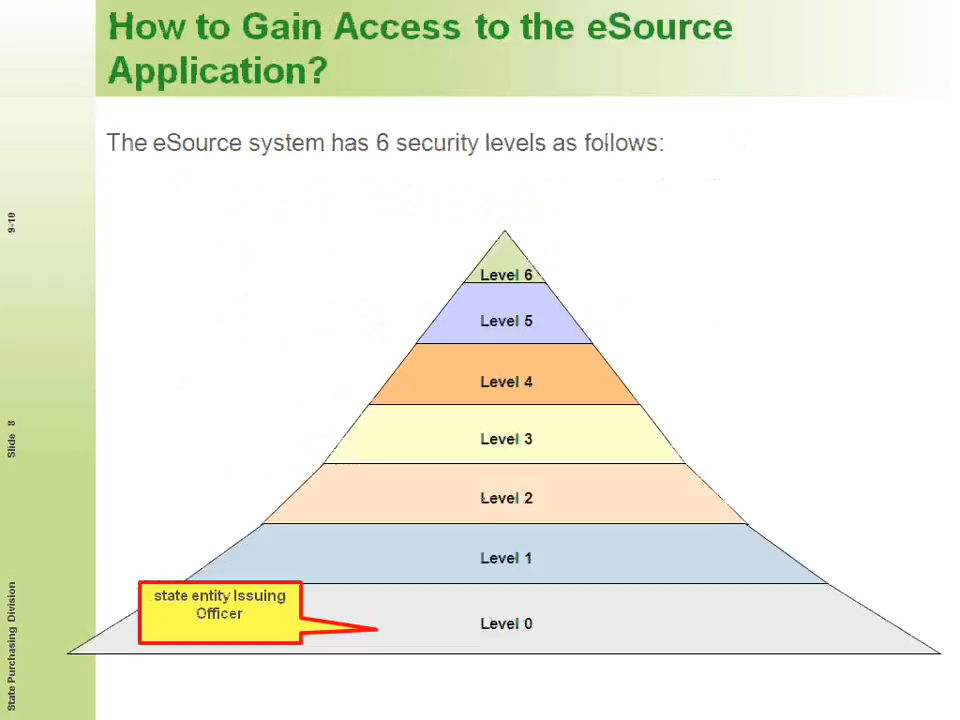 How to Gain Access to the eSource
Application?
The eSource system has 6 security levels as follows:
Level 6
Level 5
Level 4
Level 3
Level 2
Level 1
state entity Issuing
Officer
Level 0
9-10
Slide 8
State Purchasing Division